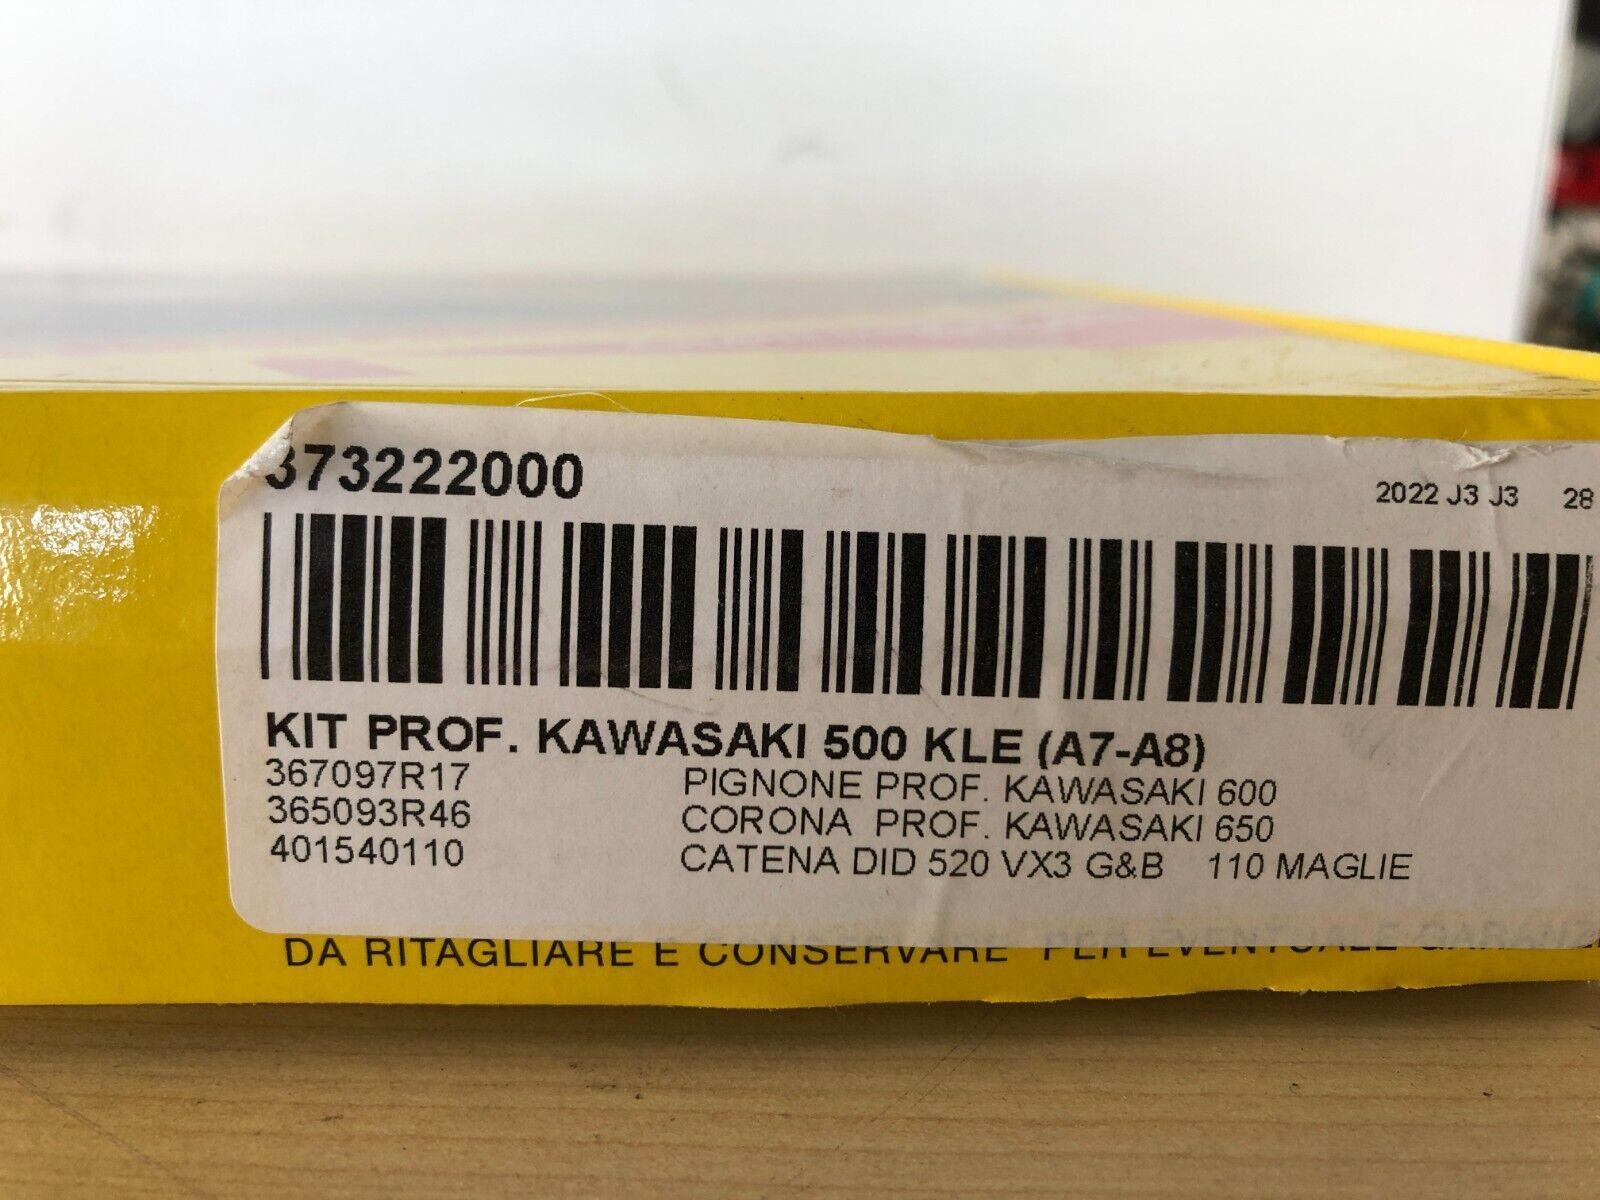 373222000
2022 J3 J3 28
KIT PROF. KAWASAKI 500 KLE (A7-A8)
367097R17 PIGNONE PROF. KAWASAKI 600
365093R46 CORONA PROF. KAWASAKI 650
401540110 CATENA DID 520 VX3 G&B 110 MAGLIE
DA RITAGLIARE E CONSERVARE PER EVENTUALE